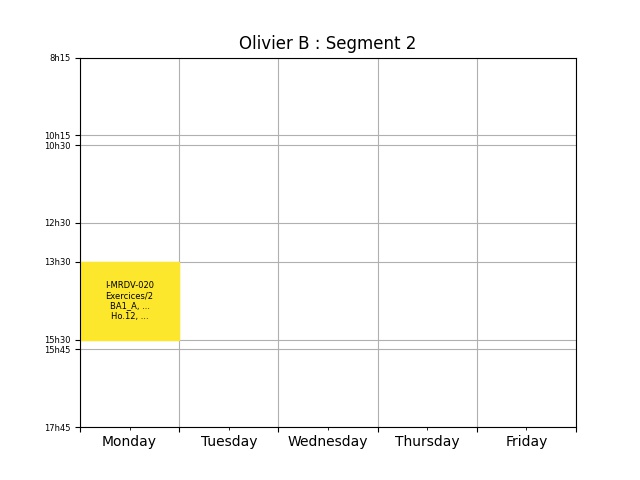 Olivier B : Segment 2
8h15
10h15
10h30
12h30
13h30
I-MRDV-020
Exercices/2
BA1_A, ...
Ho.12, ...
15h30
15h45
17h45
Monday Tuesday Wednesday Thursday Friday